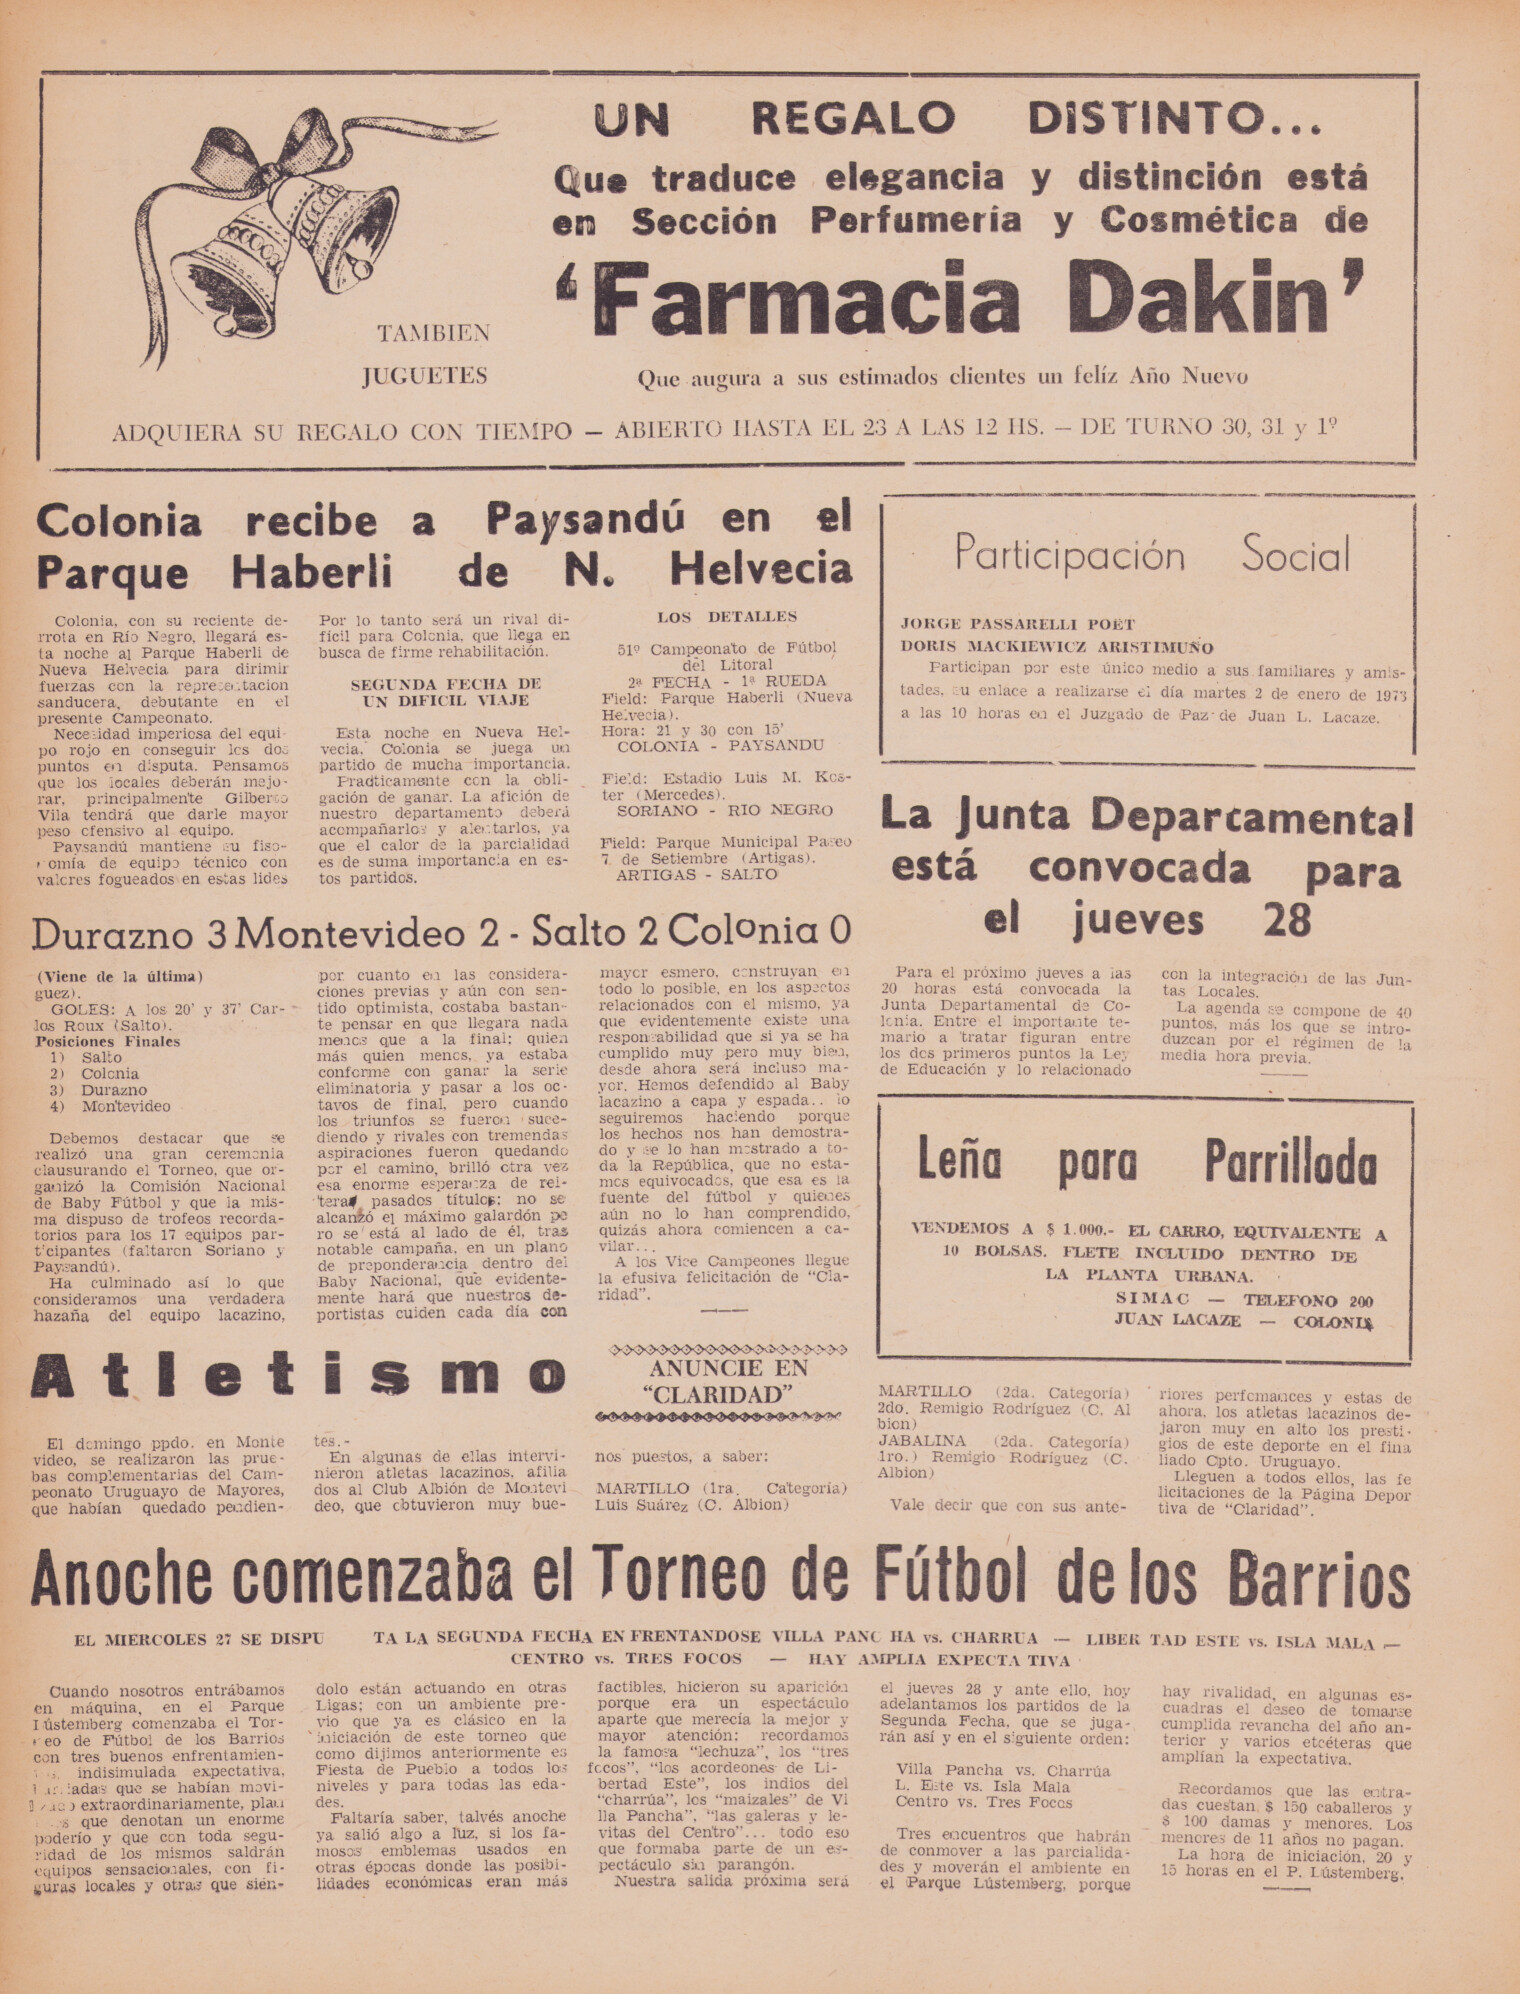 UN REGALO DISTINTO...
Que traduce elegancia y distinción está
en Sección Perfumería y Cosmética de
‘Farmacia Dakin’
TAMBIEN
JUGUETES
Que augura a sus estimados clientes un felíz Año Nuevo
ADQUIERA SU REGALO CON TIEMPO — ABIERTO HASTA EL 23 A LAS 12 HS. — DE TURNO 30, 31 y 1º
Colonia recibe a Paysandú en el
Parque Haberli de N. Helvecia
Colonia, con su reciente de-
rrota en Río Negro, llegará es-
ta noche al Parque Haberli de
Nueva Helvecia para dirimir
fuerzas con la representacion
sanducera, debutante en el
presente Campeonato.
Necesidad imperiosa del equi
po rojo en conseguir los dos
puntos en disputa. Pensamos
que los locales deberán mejo-
rar, principalmente Gilberto
Vila tendrá que darle mayor
peso ofensivo al equipo.
Paysandú mantiene su fiso-
nomía de equipo técnico con
valores fogueados en estas lides
Por lo tanto será un rival di-
fícil para Colonia, que llega en
busca de firme rehabilitación.
SEGUNDA FECHA DE
UN DIFICIL VIAJE
Esta noche en Nueva Hel-
vecia, Colonia se juega un
partido de mucha importancia.
Prácticamente con la obli-
gación de ganar. La afición de
nuestro departamento deberá
acompañarlos y alentarlos, ya
que el calor de la parcialidad
es de suma importancia en es-
tos partidos.
LOS DETALLES
51º Campeonato de Fútbol
del Litoral
2ª FECHA - 1ª RUEDA
Field: Parque Haberli (Nueva
Helvecia).
Hora: 21 y 30 con 15’
COLONIA - PAYSANDU
Field: Estadio Luis M. Kos-
ter (Mercedes).
SORIANO - RIO NEGRO
Field: Parque Municipal Paseo
7 de Setiembre (Artigas).
ARTIGAS - SALTO
Participación Social
JORGE PASSARELLI POET
DORIS MACKIEWICZ ARISTIMUÑO
Participan por este único medio a sus familiares y amis-
tades, su enlace a realizarse el día martes 2 de enero de 1973
a las 10 horas en el Juzgado de Paz de Juan L. Lacaze.
La Junta Departamental
está convocada para
el jueves 28
Para el próximo jueves a las
20 horas está convocada la
Junta Departamental de Co-
lonia. Entre el importante te-
mario a tratar figuran entre
los dos primeros puntos la Ley
de Educación y lo relacionado
con la integración de las Jun-
tas Locales.
La agenda se compone de 40
puntos, más los que se intro-
duzcan por el régimen de la
media hora previa.
Durazno 3 Montevideo 2 - Salto 2 Colonia 0
(Viene de la última)
guez).
GOLES: A los 20’ y 37’ Car-
los Roux (Salto).
Posiciones Finales
1) Salto
2) Colonia
3) Durazno
4) Montevideo
Debemos destacar que se
realizó una gran ceremonia
clausurando el Torneo, que or-
ganizó la Comisión Nacional
de Baby Fútbol y que la mis-
ma dispuso de trofeos recorda-
torios para los 17 equipos par-
ticipantes (faltaron Soriano y
Paysandú).
Ha culminado así lo que
consideramos una verdadera
hazaña del equipo lacazino,
por cuanto en las considera-
ciones previas y aún con sen-
tido optimista, costaba bastan-
te pensar en que llegara nada
menos que a la final; quien
más quien menos, ya estaba
conforme con ganar la serie
eliminatoria y pasar a los oc-
tavos de final, pero cuando
los triunfos se fueron suce-
diendo y rivales con tremendas
aspiraciones fueron quedando
por el camino, brilló otra vez
esa enorme esperanza de rei-
terar pasados títulos; no se
alcanzó el máximo galardón pe
ro se está al lado de él, tras
notable campaña, en un plano
de preponderancia dentro del
Baby Nacional, que evidente-
mente hará que nuestros de-
portistas cuiden cada día con
mayor esmero, construyan en
todo lo posible, en los aspectos
relacionados con el mismo, ya
que evidentemente existe una
responsabilidad que si ya se ha
cumplido muy pero muy bien,
desde ahora será incluso ma-
yor. Hemos defendido al Baby
lacazino a capa y espada.. lo
seguiremos haciendo porque
los hechos nos han demostra-
do y se lo han mostrado a to-
da la República, que no esta-
mos equivocados, que esa es la
fuente del fútbol y quienes
aún no lo han comprendido,
quizás ahora comiencen a ca-
vilar...
A los Vice Campeones llegue
la efusiva felicitación de “Cla-
ridad”.
Leña para Parrillada
VENDEMOS A $ 1.000.- EL CARRO, EQUIVALENTE A
10 BOLSAS. FLETE INCLUIDO DENTRO DE
LA PLANTA URBANA.
SIMAC — TELEFONO 200
JUAN LACAZE — COLONIA
Atletismo
El domingo ppdo. en Monte
video, se realizaron las prue-
bas complementarias del Cam-
peonato Uruguayo de Mayores,
que habían quedado pendien-
tes.-
En algunas de ellas intervi-
nieron atletas lacazinos, afilia
dos al Club Albión de Montevi
deo, que obtuvieron muy bue-
ANUNCIE EN
“CLARIDAD”
nos puestos, a saber:
MARTILLO (1ra. Categoría)
Luis Suárez (C. Albion)
MARTILLO (2da. Categoría)
2do. Remigio Rodríguez (C. Al
bion)
JABALINA (2da. Categoría)
1ro.) Remigio Rodríguez (C.
Albion)
Vale decir que con sus ante-
riores perfomances y estas de
ahora, los atletas lacazinos de-
jaron muy en alto los presti-
gios de este deporte en el fina
liado Cpto. Uruguayo.
Lleguen a todos ellos, las fe
licitaciones de la Página Depor
tiva de “Claridad”.
Anoche comenzaba el Torneo de Fútbol de los Barrios
EL MIERCOLES 27 SE DISPU TA LA SEGUNDA FECHA ENFRENTANDOSE VILLA PANC HA vs. CHARRUA — LIBER TAD ESTE vs. ISLA MALA —
CENTRO vs. TRES FOCOS — HAY AMPLIA EXPECTA TIVA
Cuando nosotros entrábamos
en máquina, en el Parque
Lústemberg comenzaba el Tor-
neo de Fútbol de los Barrios
con tres buenos enfrentamien-
indisimulada expectativa,
que se habían movi-
extraordinariamente, plan
que denotan un enorme
poderío y que con toda segu-
ridad de los mismos saldrán
equipos sensacionales, con fi-
guras locales y otras que sién-
dolo están actuando en otras
Ligas; con un ambiente pre-
vio que ya es clásico en la
iniciación de este torneo que
como dijimos anteriormente es
Fiesta de Pueblo a todos los
niveles y para todas las eda-
des.
Faltaría saber, talvés anoche
ya salió algo a luz, si los fa-
mosos emblemas usados en
otras épocas donde las posibi-
lidades económicas eran más
factibles, hicieron su aparición
porque era un espectáculo
aparte que merecía la mejor y
mayor atención; recordamos
la famosa “lechuza”, los “tres
focos”, “los acordeones de Li-
bertad Este”, los indios del
“charrúa”, los “maizales” de Vi
lla Pancha”, “las galeras y le-
vitas del Centro”... todo eso
que formaba parte de un es-
pectáculo sin parangón.
Nuestra salida próxima será
el jueves 28 y ante ello, hoy
adelantamos los partidos de la
Segunda Fecha, que se juga-
rán así y en el siguiente orden:
Villa Pancha vs. Charrúa
L. Este vs. Isla Mala
Centro vs. Tres Focos
Tres encuentros que habrán
de conmover a las parcialida-
des y moverán el ambiente en
el Parque Lústemberg, porque
hay rivalidad, en algunas es-
cuadras el deseo de tomarse
cumplida revancha del año an-
terior y varios etcéteras que
amplían la expectativa.
Recordamos que las entra-
das cuestan $ 150 caballeros y
$ 100 damas y menores. Los
menores de 11 años no pagan.
La hora de iniciación, 20 y
15 horas en el P. Lústemberg.